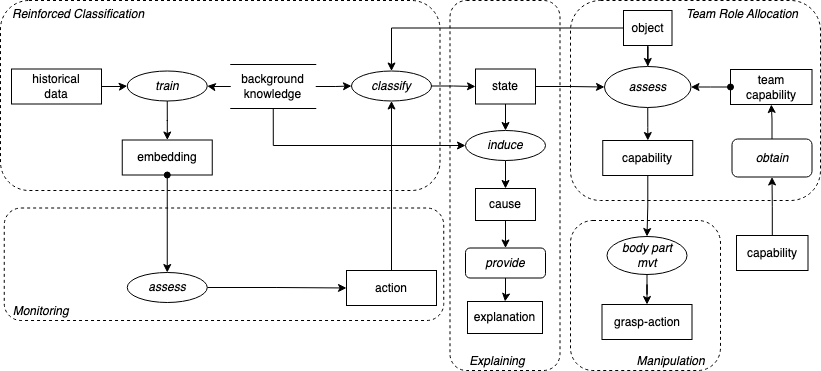 Reinforced Classification
Team Role Allocation
object
historical
data
train
background
knowledge
classify
state
assess
team
capability
embedding
induce
capability
obtain
cause
assess
action
provide
body part
mvt
capability
explanation
grasp-action
Monitoring
Explaining
Manipulation